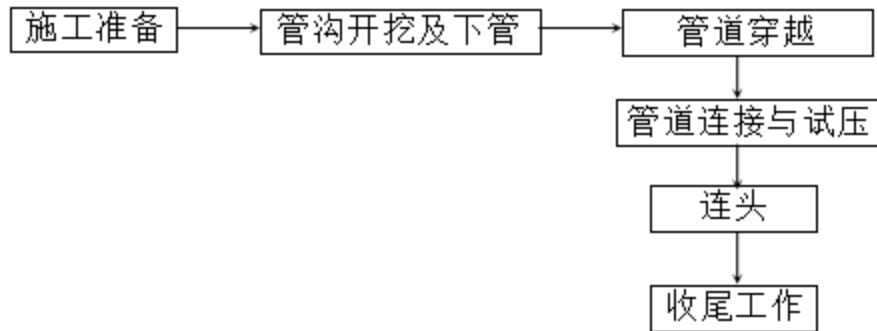 施工准备
管沟开挖及下管
管道穿越
管道连接与试压
连头
收尾工作